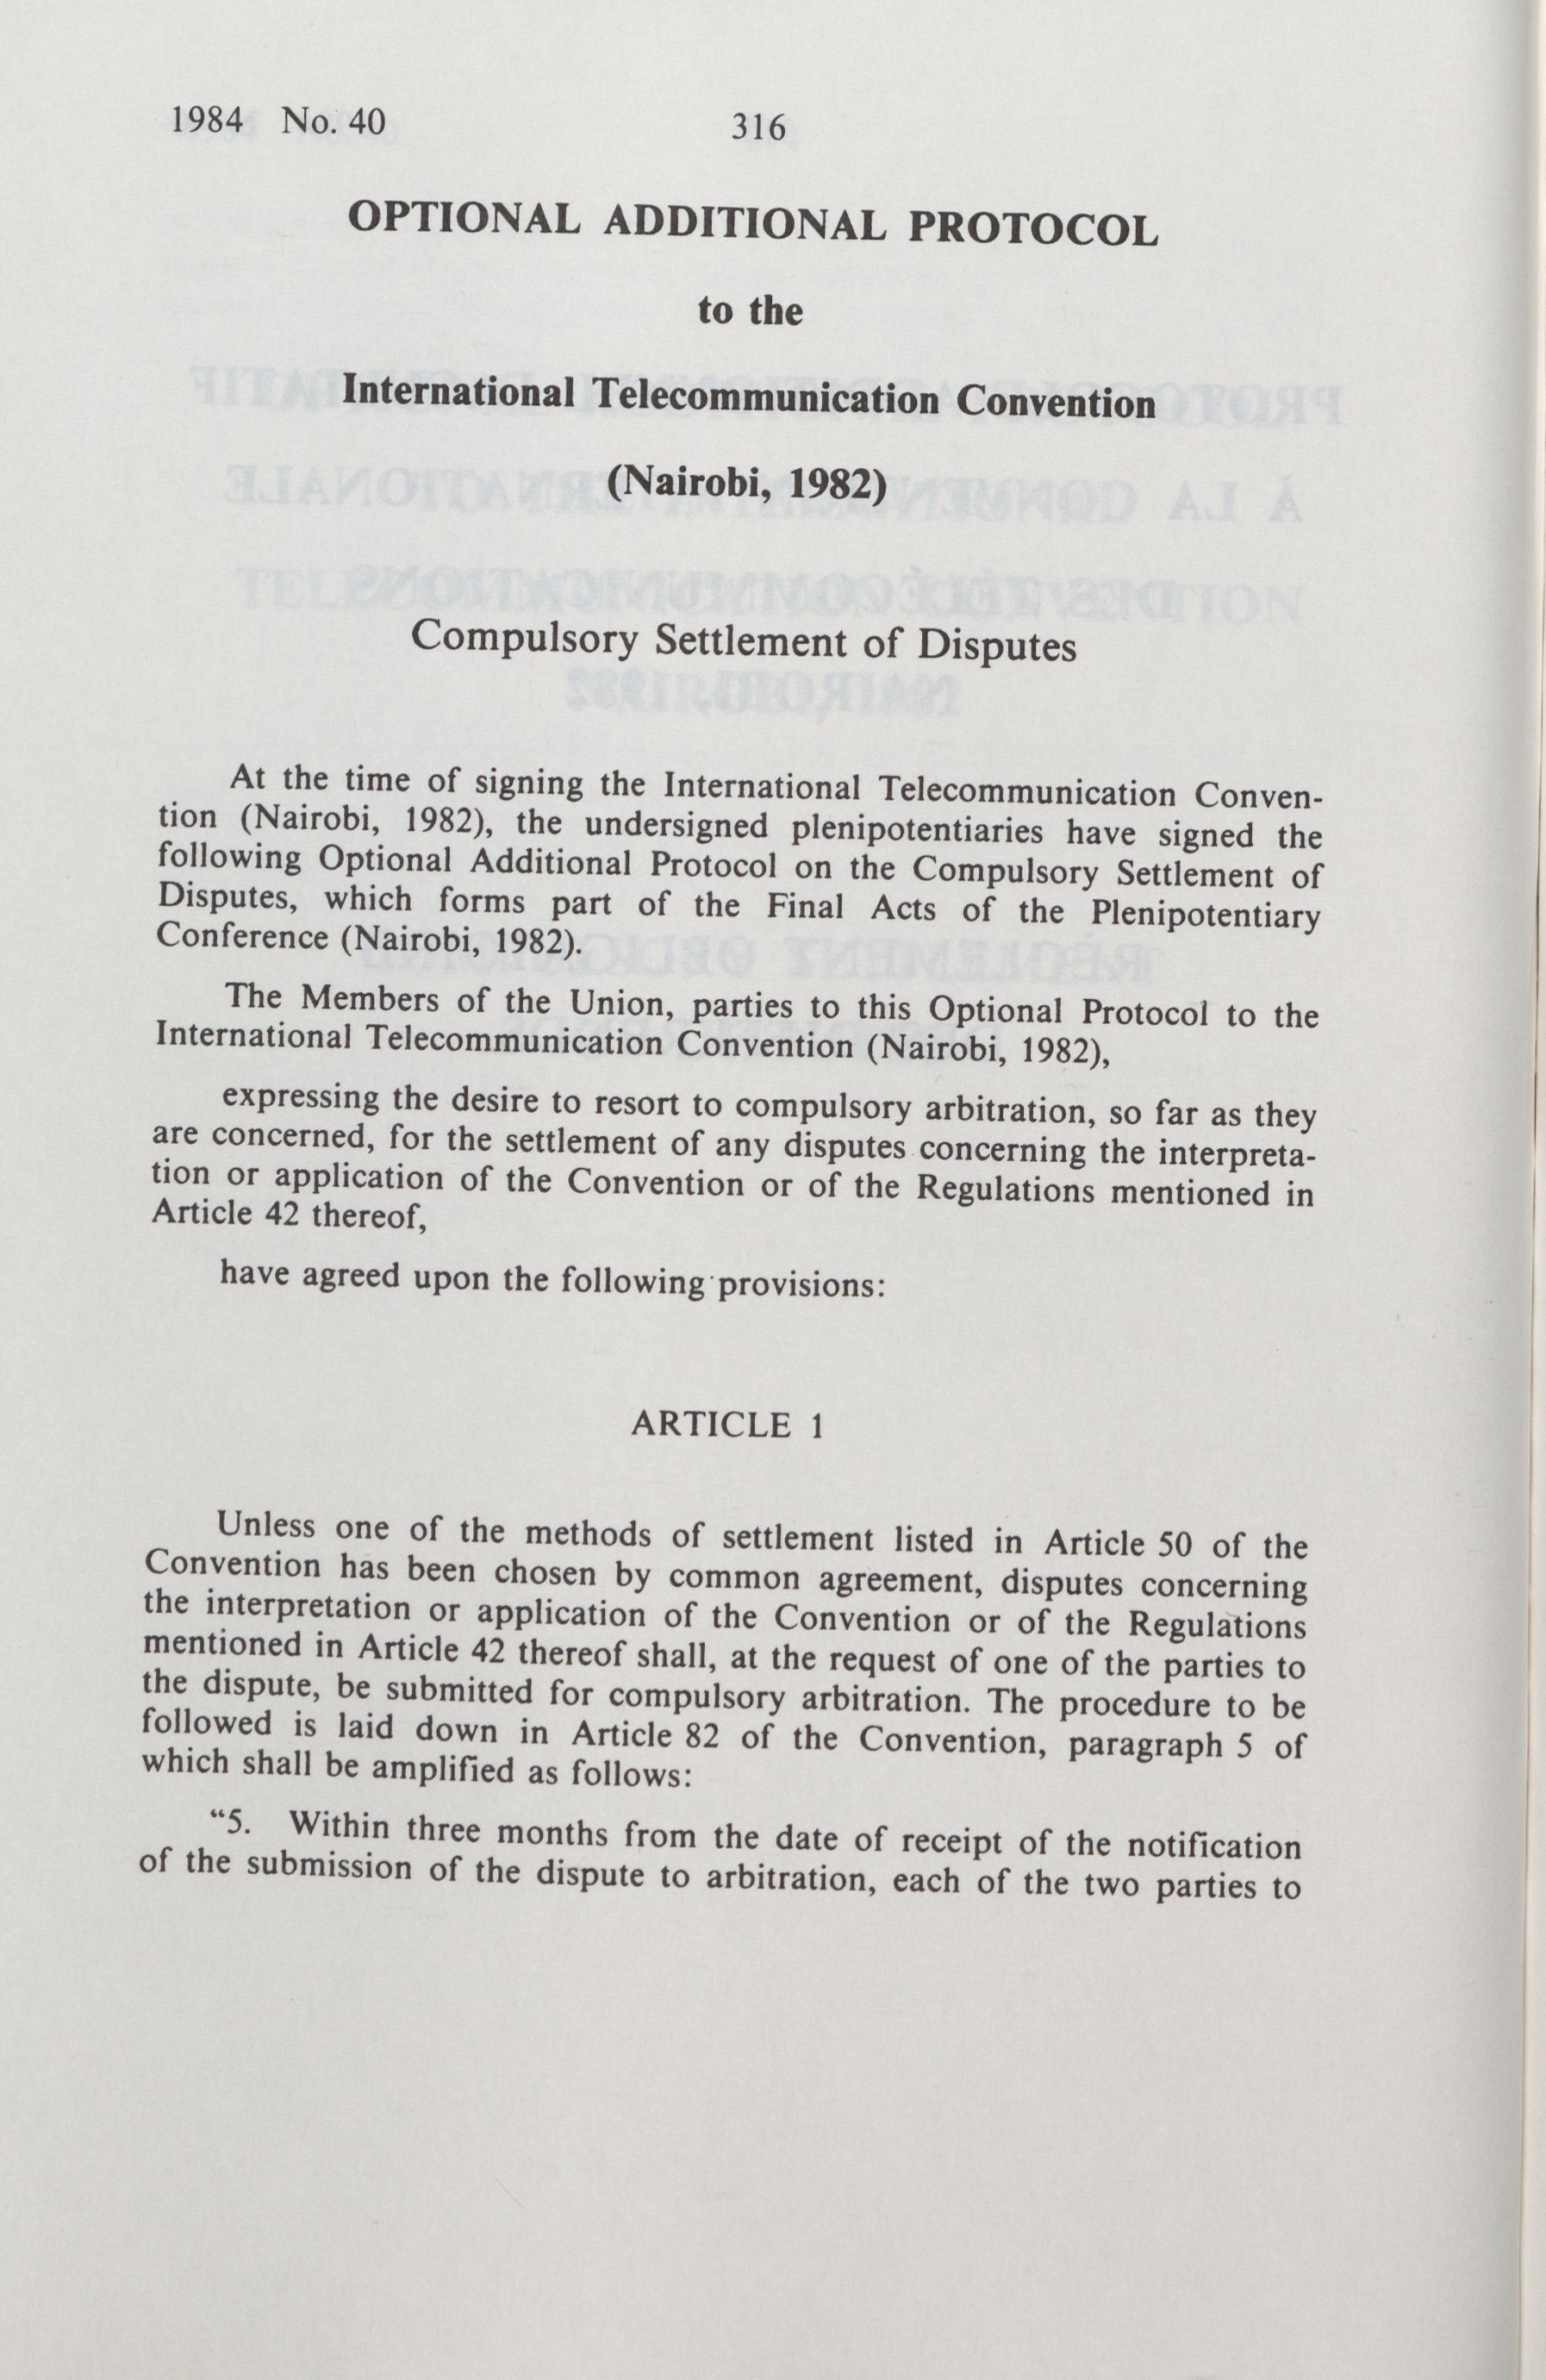 1984 No. 40
316
OPTIONAL ADDITIONAL PROTOCOL
to the
International Telecommunication Convention
(Nairobi, 1982)
Compulsory Settlement of Disputes
At the time of signing the International Telecommunication Conven-
tion (Nairobi, 1982), the undersigned plenipotentiaries have signed the
following Optional Additional Protocol on the Compulsory Settlement of
Disputes, which forms part of the Final Acts of the Plenipotentiary
Conference (Nairobi, 1982).
The Members of the Union, parties to this Optional Protocol to the
International Telecommunication Convention (Nairobi, 1982),
expressing the desire to resort to compulsory arbitration, so far as they
are concerned, for the settlement of any disputes concerning the interpreta-
tion or application of the Convention or of the Regulations mentioned in
Article 42 thereof,
have agreed upon the following provisions:
ARTICLE 1
Unless one of the methods of settlement listed in Article 50 of the
Convention has been chosen by common agreement, disputes concerning
the interpretation or application of the Convention or of the Regulations
mentioned in Article 42 thereof shall, at the request of one of the parties to
the dispute, be submitted for compulsory arbitration. The procedure to be
followed is laid down in Article 82 of the Convention, paragraph 5 of
which shall be amplified as follows:
“5. Within three months from the date of receipt of the notification
of the submission of the dispute to arbitration, each of the two parties to